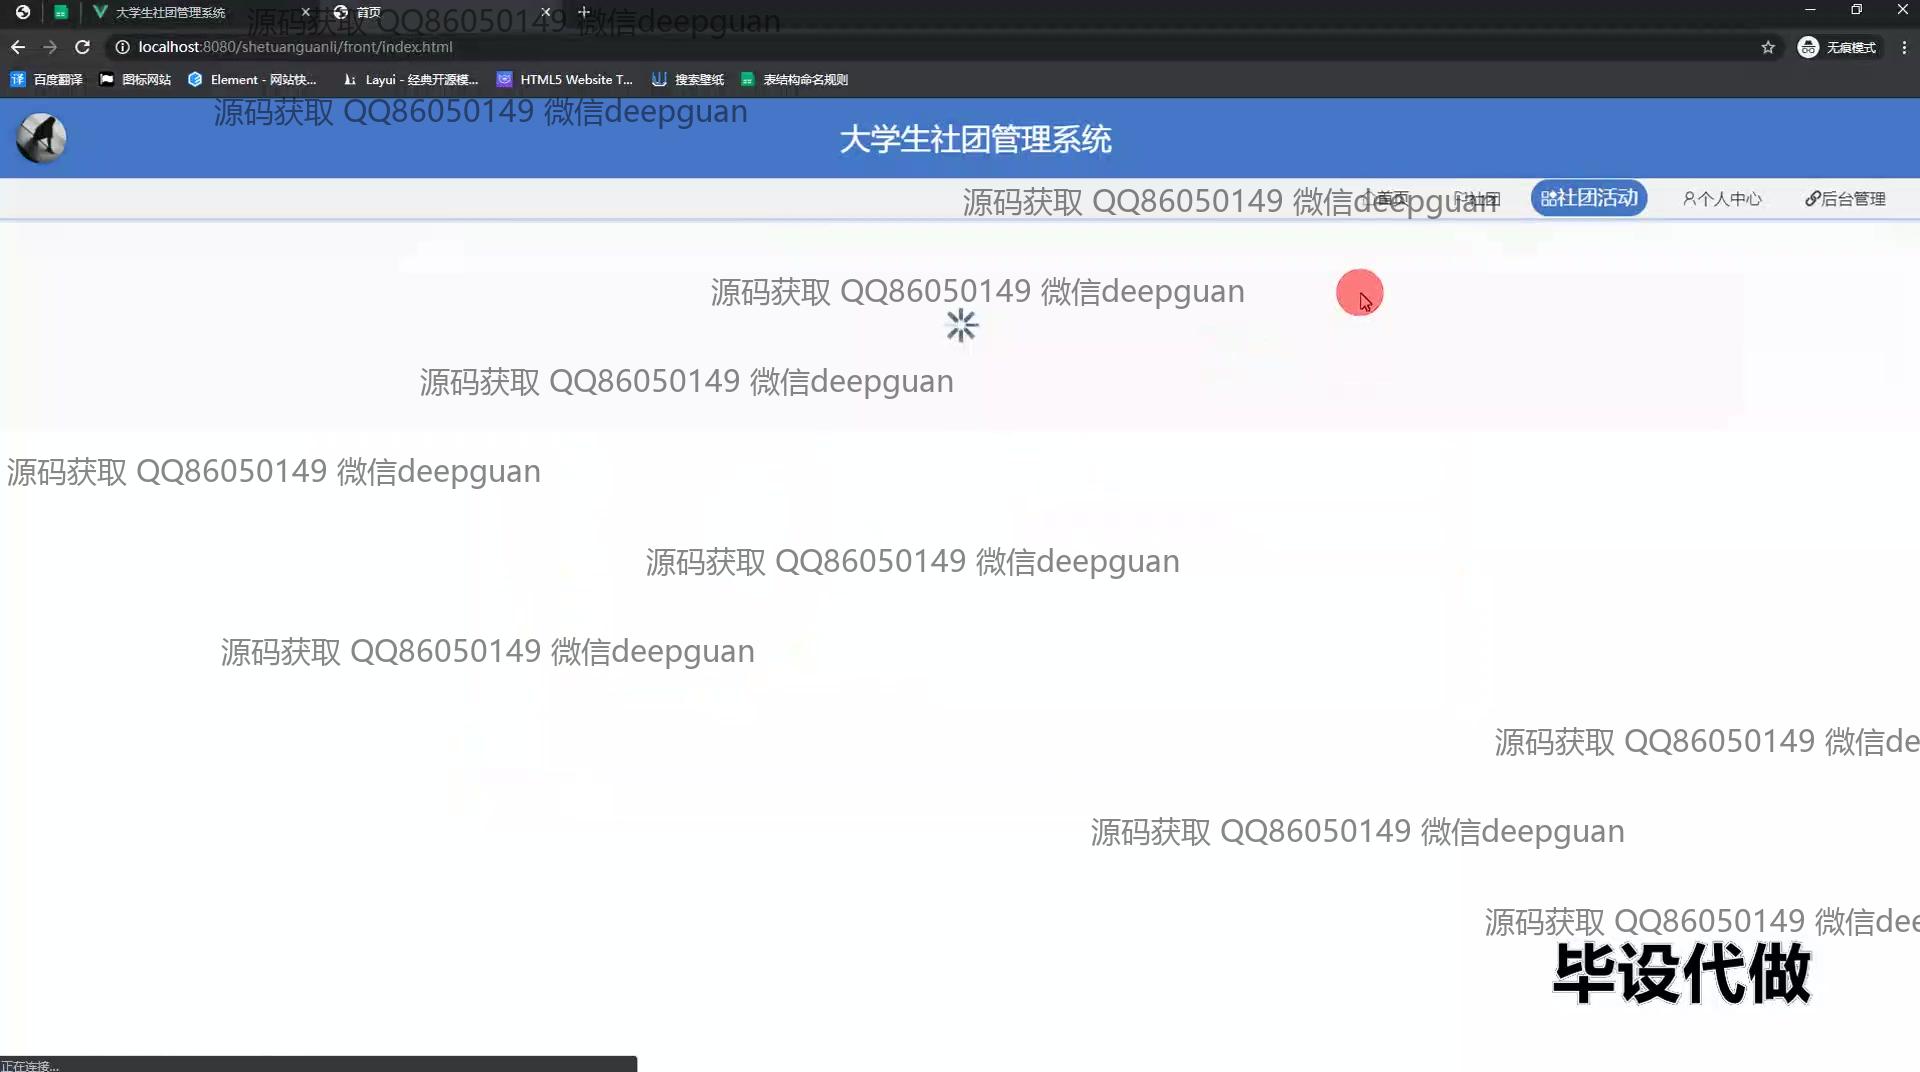 大学生社团管理系统
首页
源码获取 QQ86050149 微信deepguan
localhost:8080/shetuanguanli/front/index.html
无痕模式
百度翻译
图标网站
Element - 网站快...
Layui - 经典开源模...
HTML5 Website T...
搜索壁纸
表结构命名规则
源码获取 QQ86050149 微信deepguan
大学生社团管理系统
源码获取 QQ86050149 微信deepguan
首页
社团
社团活动
个人中心
后台管理
源码获取 QQ86050149 微信deepguan
源码获取 QQ86050149 微信deepguan
源码获取 QQ86050149 微信deepguan
源码获取 QQ86050149 微信deepguan
源码获取 QQ86050149 微信deepguan
源码获取 QQ86050149 微信de
源码获取 QQ86050149 微信deepguan
源码获取 QQ86050149 微信dee
毕设代做
正在连接...